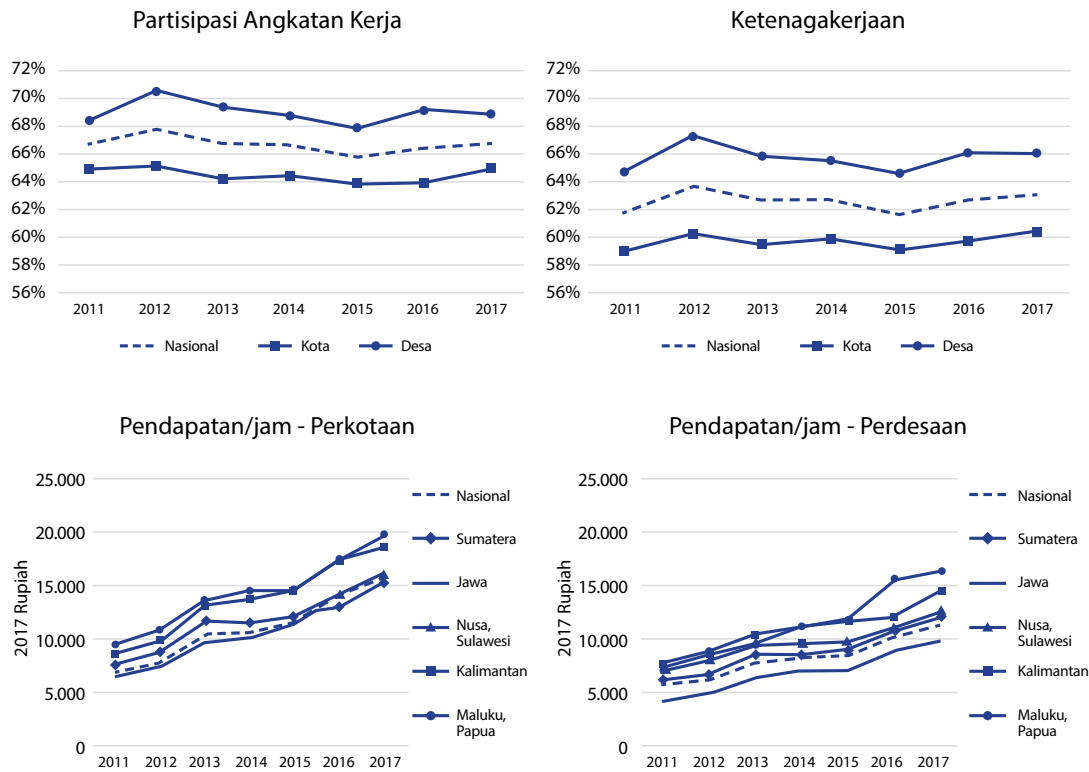 Partisipasi Angkatan Kerja
72%
70%
68%
66%
64%
62%
60%
58%
56%
2011 2012 2013 2014 2015 2016 2017
Nasional Kota Desa
Ketenagakerjaan
72%
70%
68%
66%
64%
62%
60%
58%
56%
2011 2012 2013 2014 2015 2016 2017
Nasional Kota Desa
Pendapatan/jam - Perkotaan
2017 Rupiah
25.000
20.000
15.000
10.000
5.000
0
2011 2012 2013 2014 2015 2016 2017
Nasional
Sumatera
Jawa
Nusa,
Sulawesi
Kalimantan
Maluku,
Papua
Pendapatan/jam - Perdesaan
2017 Rupiah
25.000
20.000
15.000
10.000
5.000
0
2011 2012 2013 2014 2015 2016 2017
Nasional
Sumatera
Jawa
Nusa,
Sulawesi
Kalimantan
Maluku,
Papua